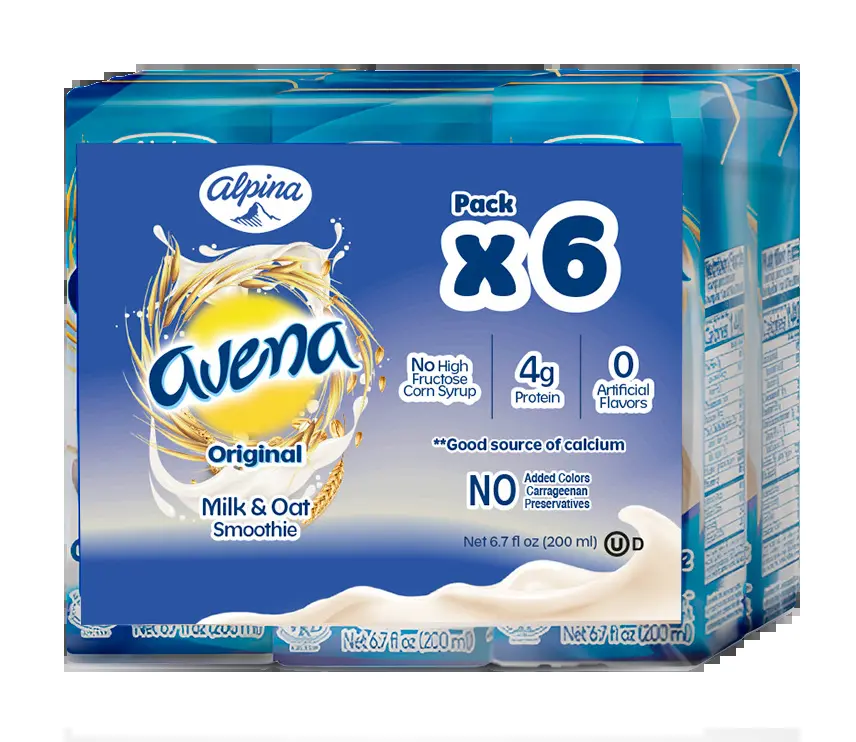 alpina
avena
Original
Milk & Oat
Smoothie
Pack
x6
No High
Fructose
Corn Syrup
4g
Protein
0
Artificial
Flavors
**Good source of calcium
NO
Added Colors
Carrageenan
Preservatives
Net 6.7 fl oz (200 ml) U D
Net 6.7 fl oz (200 ml)
Net 6.7 fl oz (200 ml)
Net 6.7 fl oz (200 ml)